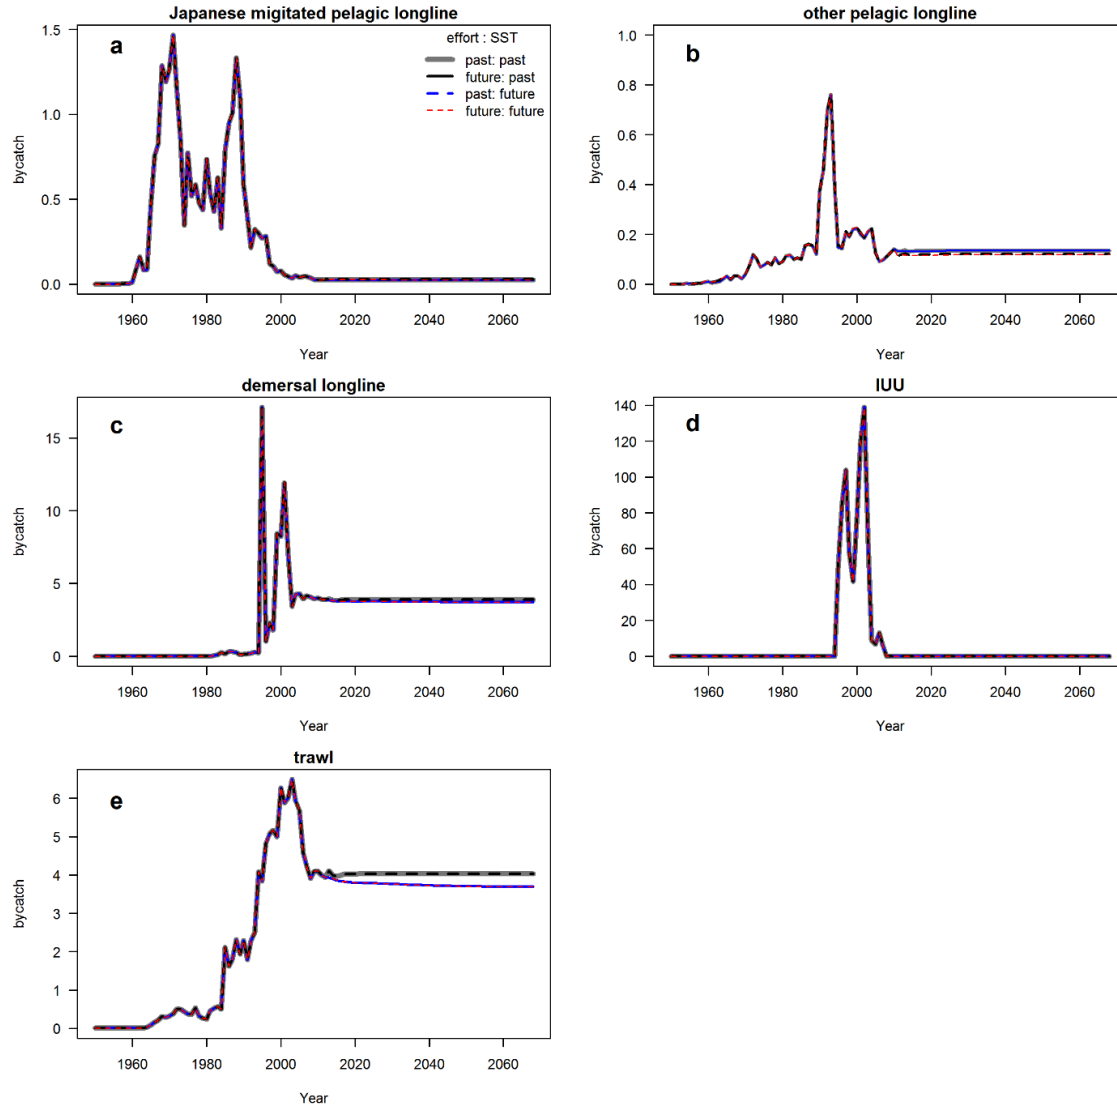 Japanese migitated pelagic longline
a
effort : SST
past: past
future: past
past: future
future: future
bycatch
1.5
1.0
0.5
0.0
1960 1980 2000 2020 2040 2060
Year
other pelagic longline
b
bycatch
1.0
0.8
0.6
0.4
0.2
0.0
1960 1980 2000 2020 2040 2060
Year
demersal longline
c
bycatch
15
10
5
0
1960 1980 2000 2020 2040 2060
Year
IUU
d
bycatch
140
120
100
80
60
40
20
0
1960 1980 2000 2020 2040 2060
Year
trawl
e
bycatch
6
5
4
3
2
1
0
1960 1980 2000 2020 2040 2060
Year